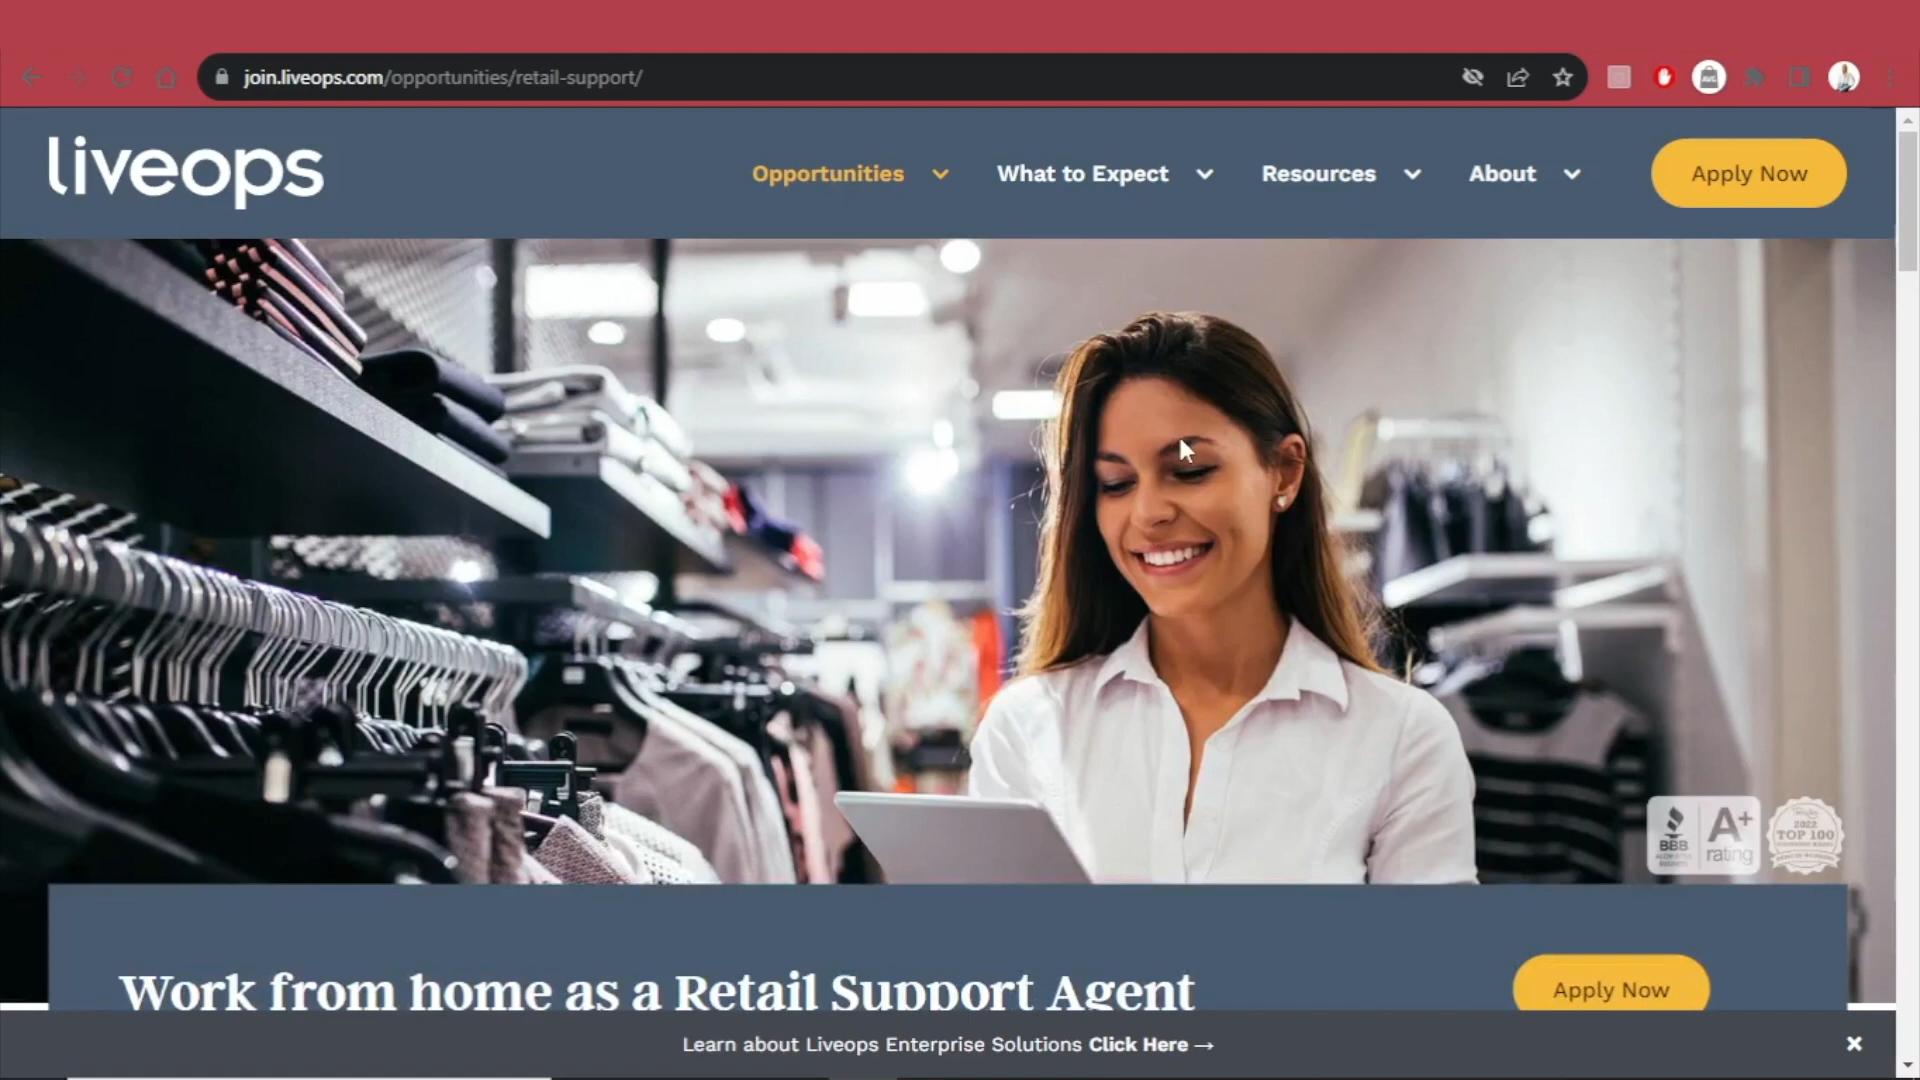 join.liveops.com/opportunities/retail-support/
liveops
Opportunities
What to Expect
Resources
About
Apply Now
BBB
A+
rating
2022
TOP 100
Work from home as a Retail Support Agent
Apply Now
Learn about Liveops Enterprise Solutions Click Here →